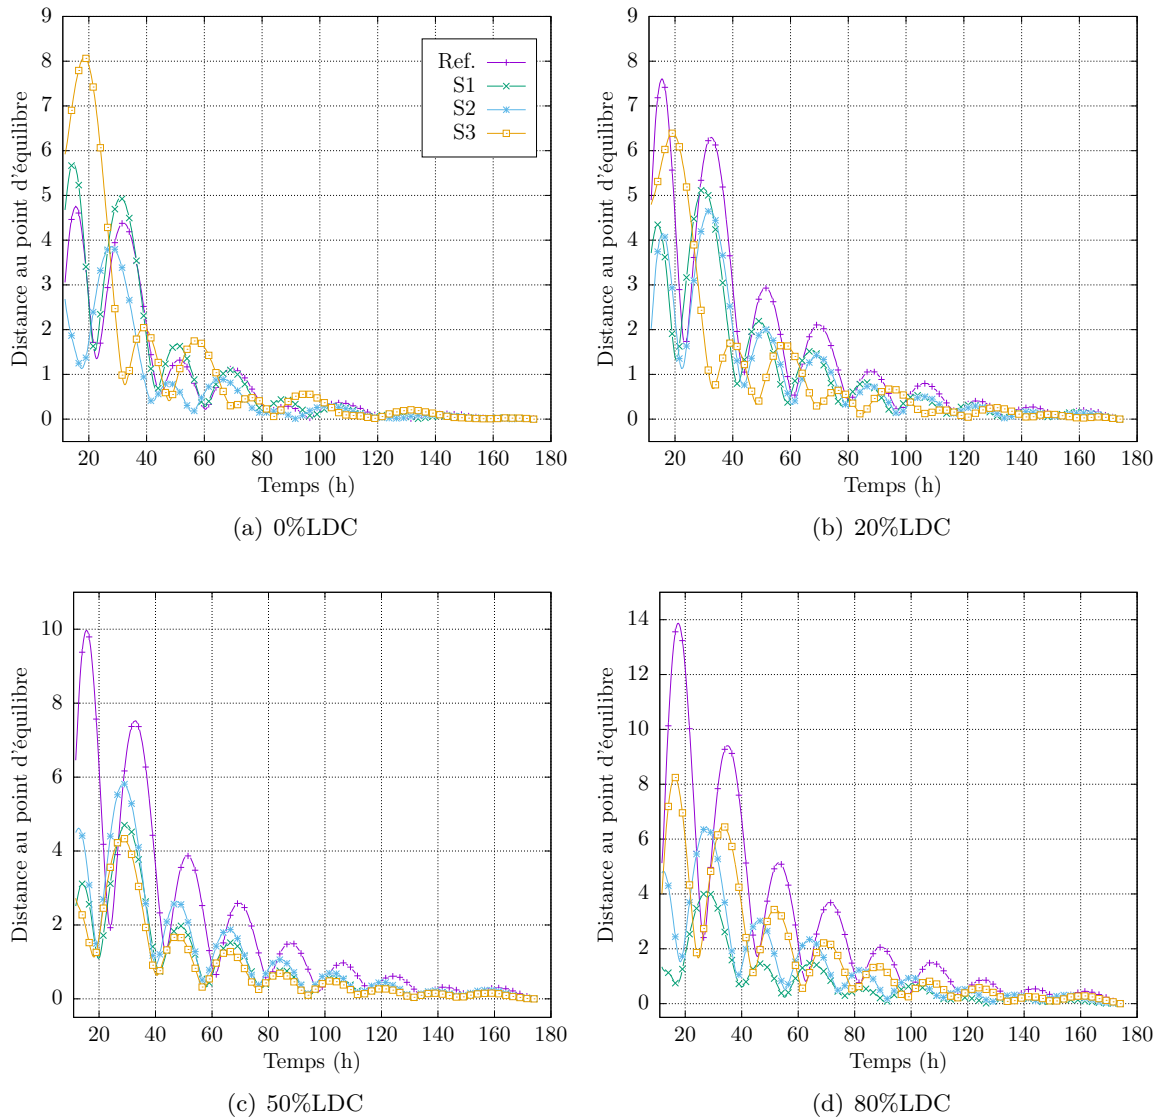 9
8
7
6
5
4
3
2
1
0
Distance au point d'équilibre
Ref.
S1
S2
S3
20 40 60 80 100 120 140 160 180
Temps (h)
(a) 0%LDC
9
8
7
6
5
4
3
2
1
0
Distance au point d'équilibre
20 40 60 80 100 120 140 160 180
Temps (h)
(b) 20%LDC
10
8
6
4
2
0
Distance au point d'équilibre
20 40 60 80 100 120 140 160 180
Temps (h)
(c) 50%LDC
14
12
10
8
6
4
2
0
Distance au point d'équilibre
20 40 60 80 100 120 140 160 180
Temps (h)
(d) 80%LDC